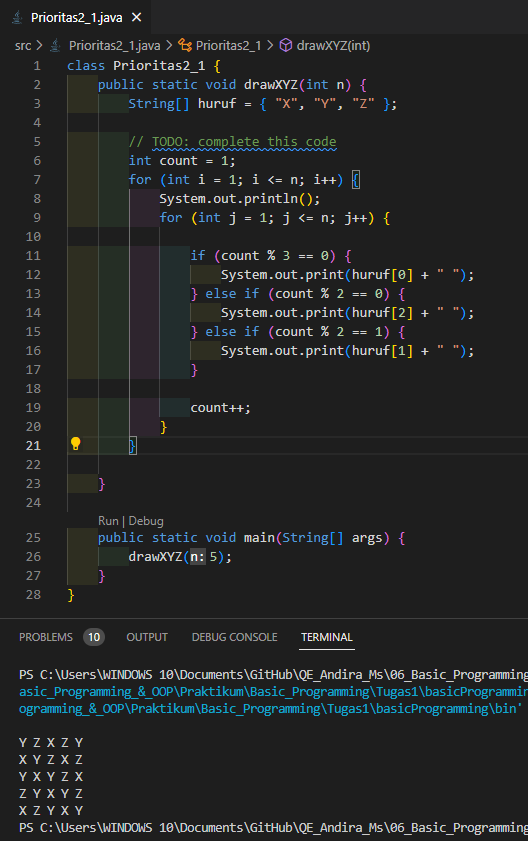 Prioritas2_1.java ×
src > Prioritas2_1.java > Prioritas2_1 > drawXYZ(int)
1 class Prioritas2_1 {
2 public static void drawXYZ(int n) {
3 String[] huruf = { "X", "Y", "Z" };
4
5 // TODO: complete this code
6 int count = 1;
7 for (int i = 1; i <= n; i++) {
8 System.out.println();
9 for (int j = 1; j <= n; j++) {
10
11 if (count % 3 == 0) {
12 System.out.print(huruf[0] + " ");
13 } else if (count % 2 == 0) {
14 System.out.print(huruf[2] + " ");
15 } else if (count % 2 == 1) {
16 System.out.print(huruf[1] + " ");
17 }
18
19 count++;
20 }
21 }
22
23 }
24
Run | Debug
25 public static void main(String[] args) {
26 drawXYZ(n: 5);
27 }
28 }
PROBLEMS 10 OUTPUT DEBUG CONSOLE TERMINAL
PS C:\Users\WINDOWS 10\Documents\GitHub\QE_Andira_Ms\06_Basic_Programming
asic_Programming_&_OOP\Praktikum\Basic_Programming\Tugas1\basicProgrammin
ogramming_&_OOP\Praktikum\Basic_Programming\Tugas1\basicProgramming\bin'
Y Z X Z Y
X Y Z X Z
Y X Y Z X
Z Y X Y Z
X Z Y X Y
PS C:\Users\WINDOWS 10\Documents\GitHub\QE_Andira_Ms\06_Basic_Programming